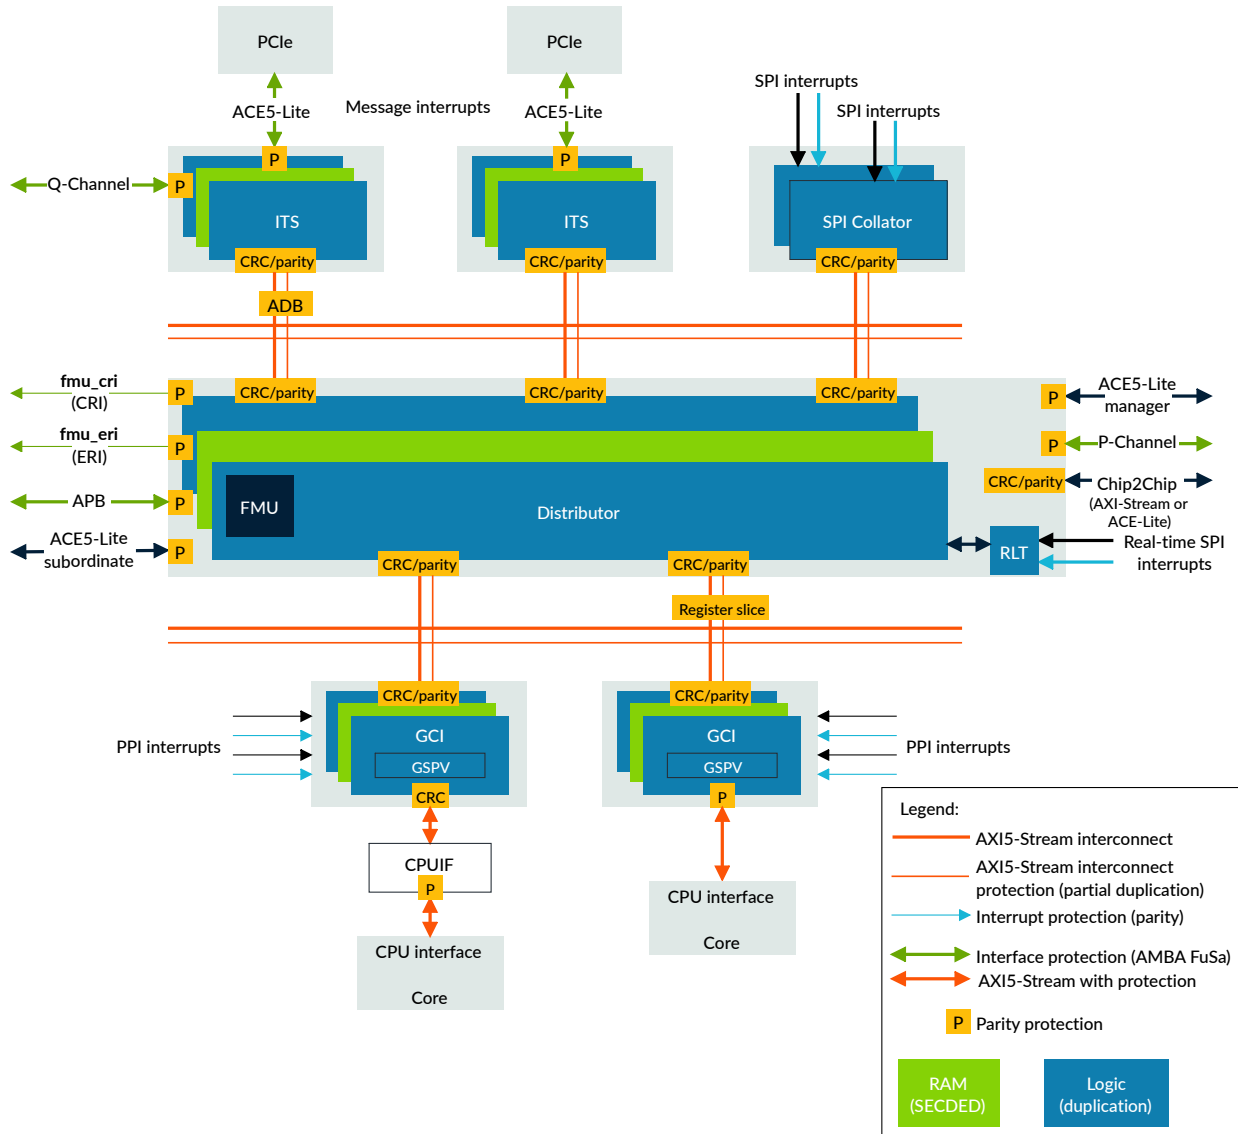 PCIe
PCIe
ACE5-Lite
Message interrupts
ACE5-Lite
SPI interrupts
SPI interrupts
P
P
Q-Channel
P
ITS
ITS
SPI Collator
CRC/parity
CRC/parity
CRC/parity
ADB
fmu_cri
(CRI)
P
CRC/parity
CRC/parity
CRC/parity
P
ACE5-Lite
manager
fmu_eri
(ERI)
P
P
P-Channel
APB
P
FMU
Distributor
CRC/parity
Chip2Chip
(AXI-Stream or
ACE-Lite)
ACE5-Lite
subordinate
P
RLT
Real-time SPI
interrupts
CRC/parity
CRC/parity
Register slice
CRC/parity
CRC/parity
PPI interrupts
GCI
GSPV
GCI
GSPV
PPI interrupts
CRC
P
CPUIF
P
CPU interface
Core
CPU interface
Core
Legend:
AXI5-Stream interconnect
AXI5-Stream interconnect
protection (partial duplication)
Interrupt protection (parity)
Interface protection (AMBA FuSa)
AXI5-Stream with protection
P
Parity protection
RAM
(SECDED)
Logic
(duplication)